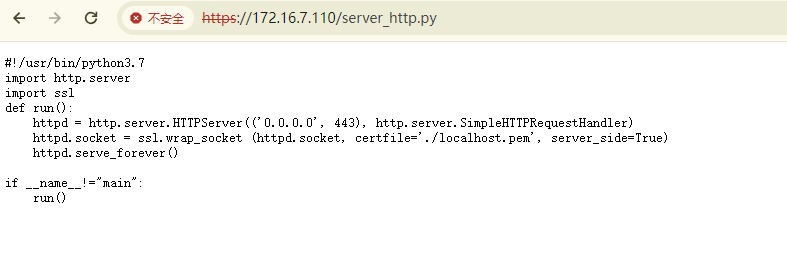 不安全 https://172.16.7.110/server_http.py
#!/usr/bin/python3.7
import http.server
import ssl
def run():
    httpd = http.server.HTTPServer(('0.0.0.0', 443), http.server.SimpleHTTPRequestHandler)
    httpd.socket = ssl.wrap_socket (httpd.socket, certfile='./localhost.pem', server_side=True)
    httpd.serve_forever()

if __name__!="main":
    run()